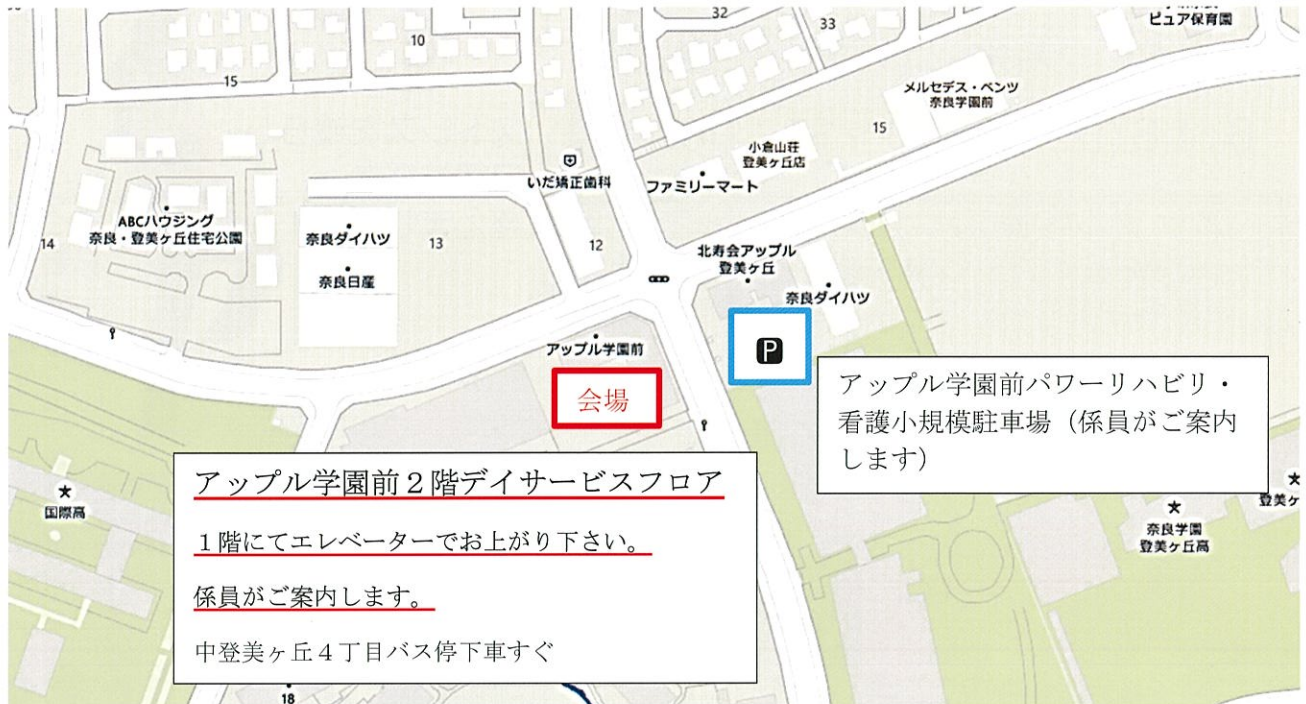 32
33
ピュア保育園
10
15
メルセデス・ベンツ
奈良学園前
15
小倉山荘
登美ヶ丘店
いだ矯正歯科
ファミリーマート
ABCハウジング
奈良・登美ヶ丘住宅公園
14
奈良ダイハツ
13
12
北寿会アップル
登美ヶ丘
奈良日産
奈良ダイハツ
アップル学園前
P
会場
アップル学園前パワーリハビリ・
看護小規模駐車場（係員がご案内
します）
アップル学園前２階デイサービスフロア
１階にてエレベーターでお上がり下さい。
係員がご案内します。
中登美ヶ丘４丁目バス停下車すぐ
国際高
登美ヶ
奈良学園
登美ヶ丘高
18